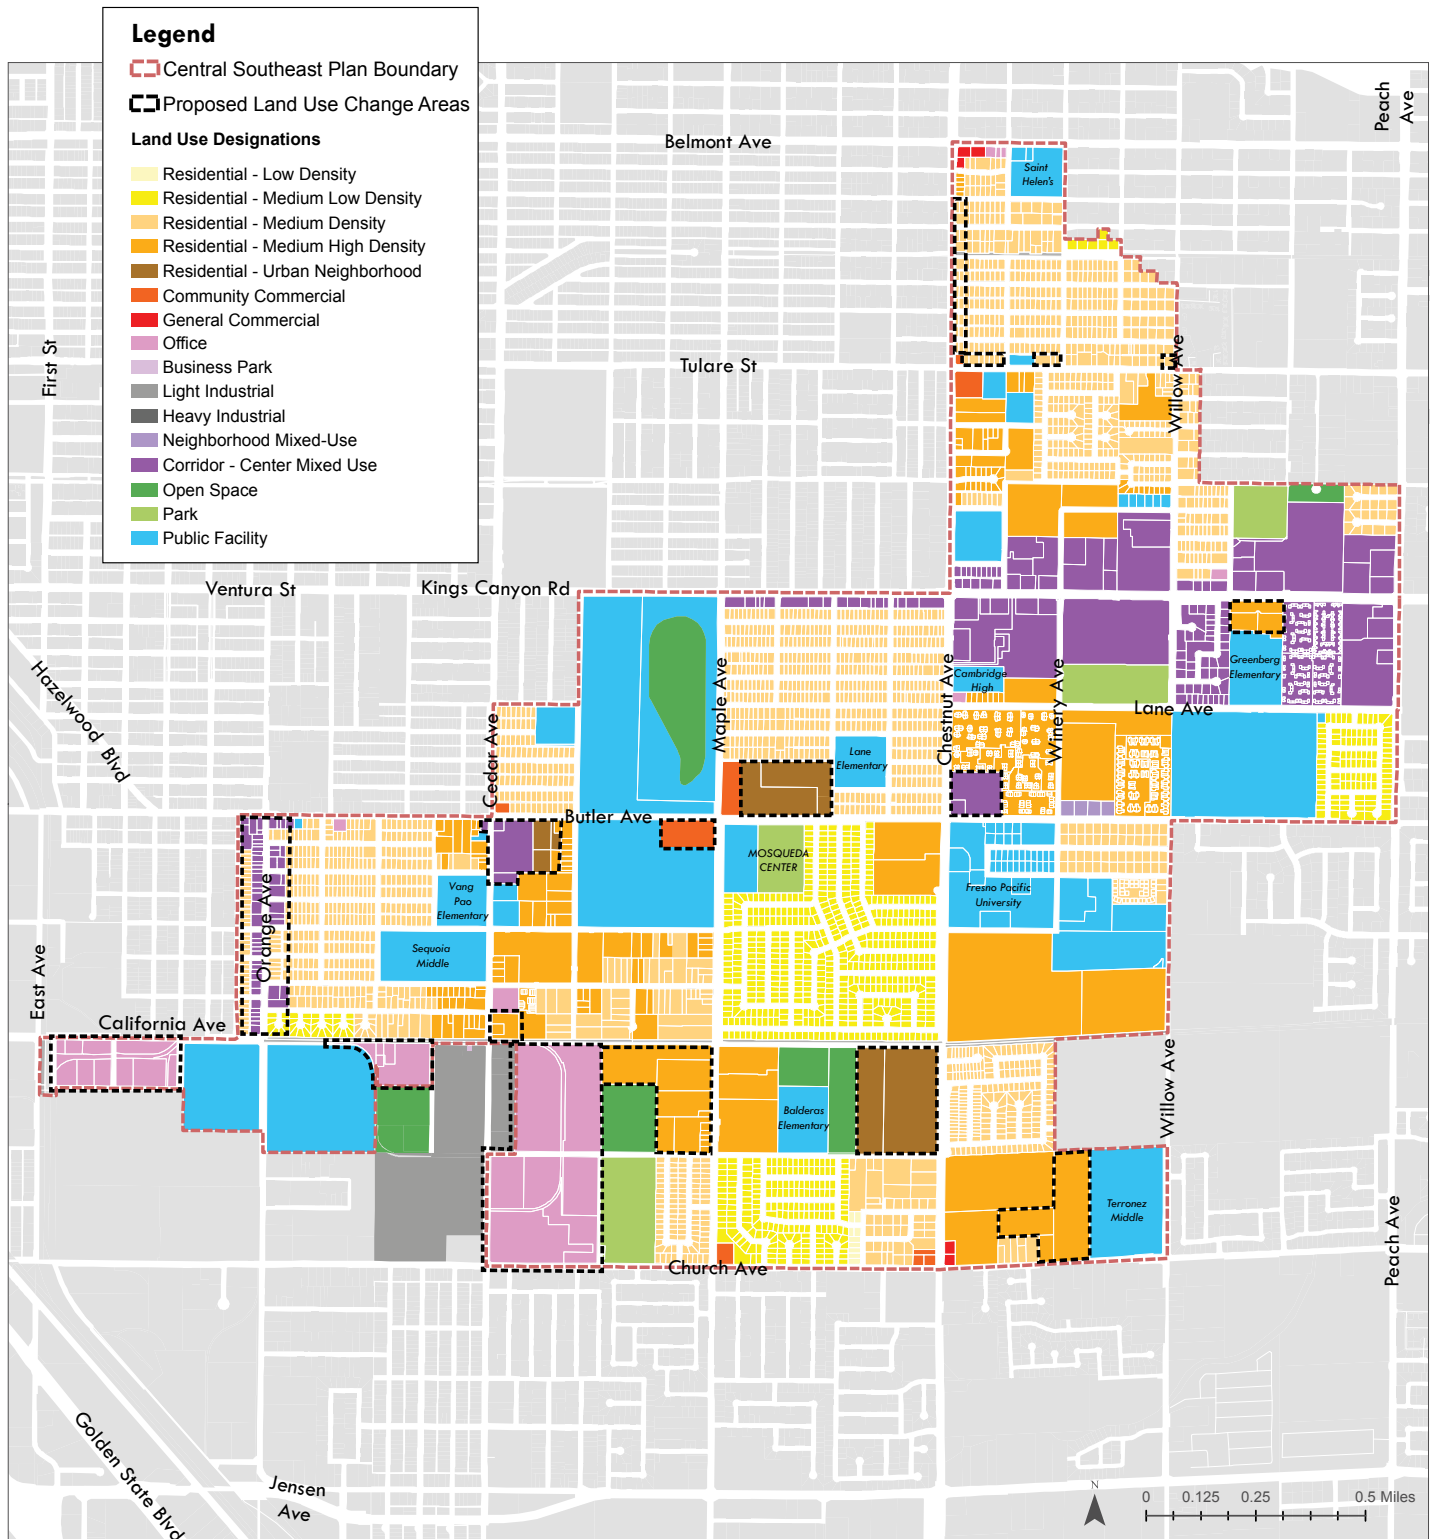 Legend
Central Southeast Plan Boundary
Proposed Land Use Change Areas
Land Use Designations
Residential - Low Density
Residential - Medium Low Density
Residential - Medium Density
Residential - Medium High Density
Residential - Urban Neighborhood
Community Commercial
General Commercial
Office
Business Park
Light Industrial
Heavy Industrial
Neighborhood Mixed-Use
Corridor - Center Mixed Use
Open Space
Park
Public Facility
Peach
Ave
Belmont Ave
Saint
Helen's
First St
Tulare St
Willow Ave
Ventura St
Kings Canyon Rd
Hazelwood Blvd
Cedar Ave
Maple Ave
Chestnut Ave
Cambridge
High
Winery Ave
Greenberg
Elementary
Lane Ave
Lane
Elementary
Butler Ave
MOSQUEDA
CENTER
Vang
Pao
Elementary
Fresno Pacific
University
Orange Ave
Sequoia
Middle
East Ave
California Ave
Balderas
Elementary
Willow Ave
Terronez
Middle
Peach Ave
Church Ave
Golden State Blvd
Jensen
Ave
N
0 0.125 0.25 0.5 Miles